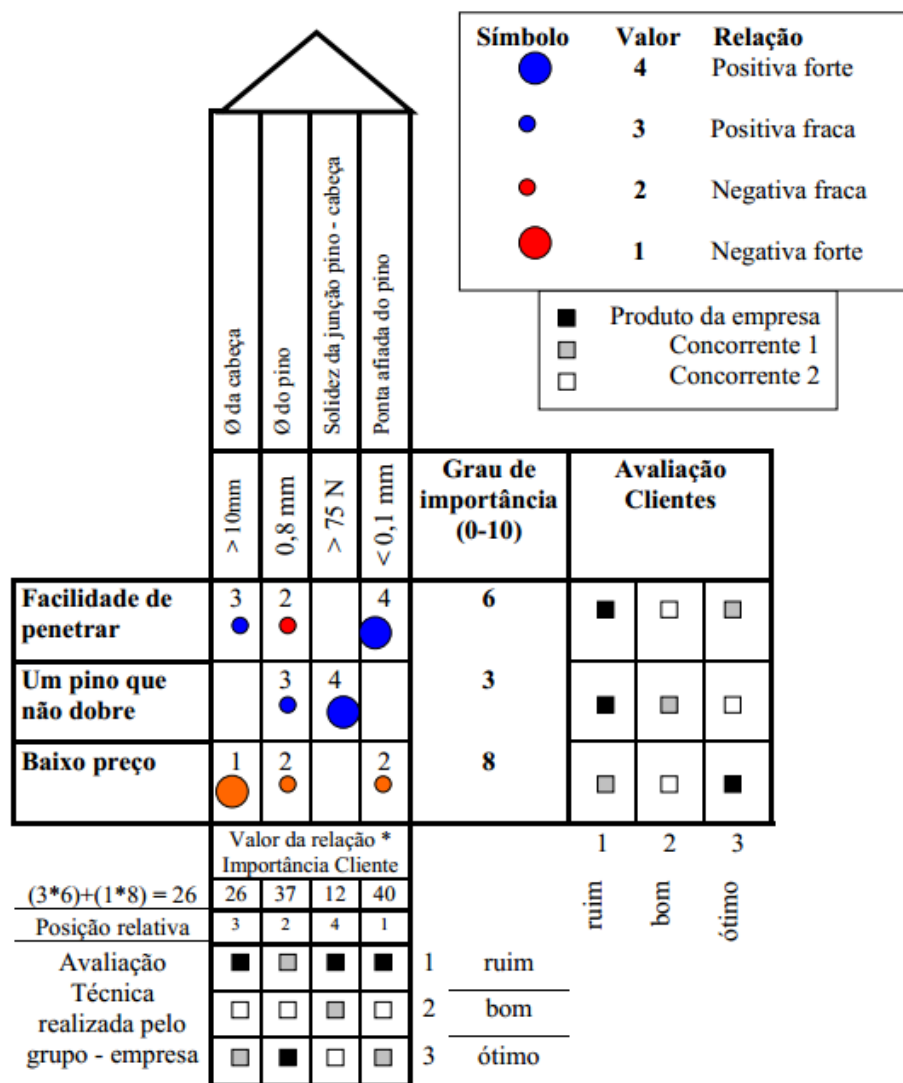 Símbolo Valor Relação
4 Positiva forte
3 Positiva fraca
2 Negativa fraca
1 Negativa forte
Produto da empresa
Concorrente 1
Concorrente 2
Ø da cabeça
Ø do pino
Solidez da junção pino - cabeça
Ponta afiada do pino
> 10mm
0,8 mm
> 75 N
< 0,1 mm
Grau de
importância
(0-10)
Avaliação
Clientes
Facilidade de
penetrar
3 2 4 6
Um pino que
não dobre
3 4 3
Baixo preço
1 2 2 8
Valor da relação *
Importância Cliente
1 2 3
ruim
bom
ótimo
(3*6)+(1*8) = 26 26 37 12 40
Posição relativa 3 2 4 1
Avaliação
Técnica
realizada pelo
grupo - empresa
1 ruim
2 bom
3 ótimo